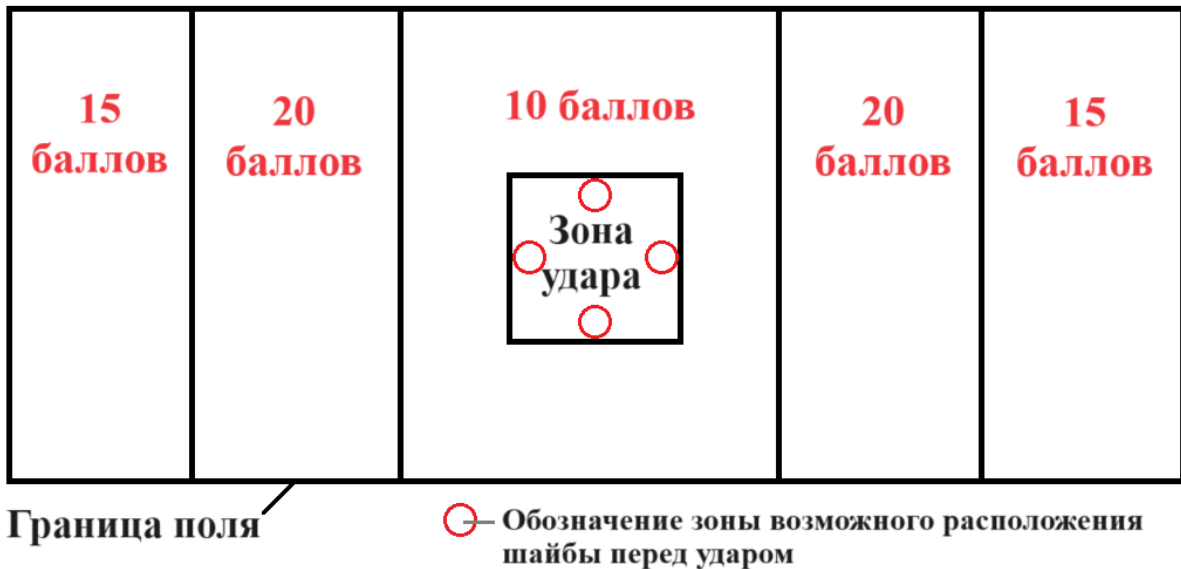 15
баллов
20
баллов
10 баллов
20
баллов
15
баллов
Зона
удара
Граница поля
Обозначение зоны возможного расположения
шайбы перед ударом